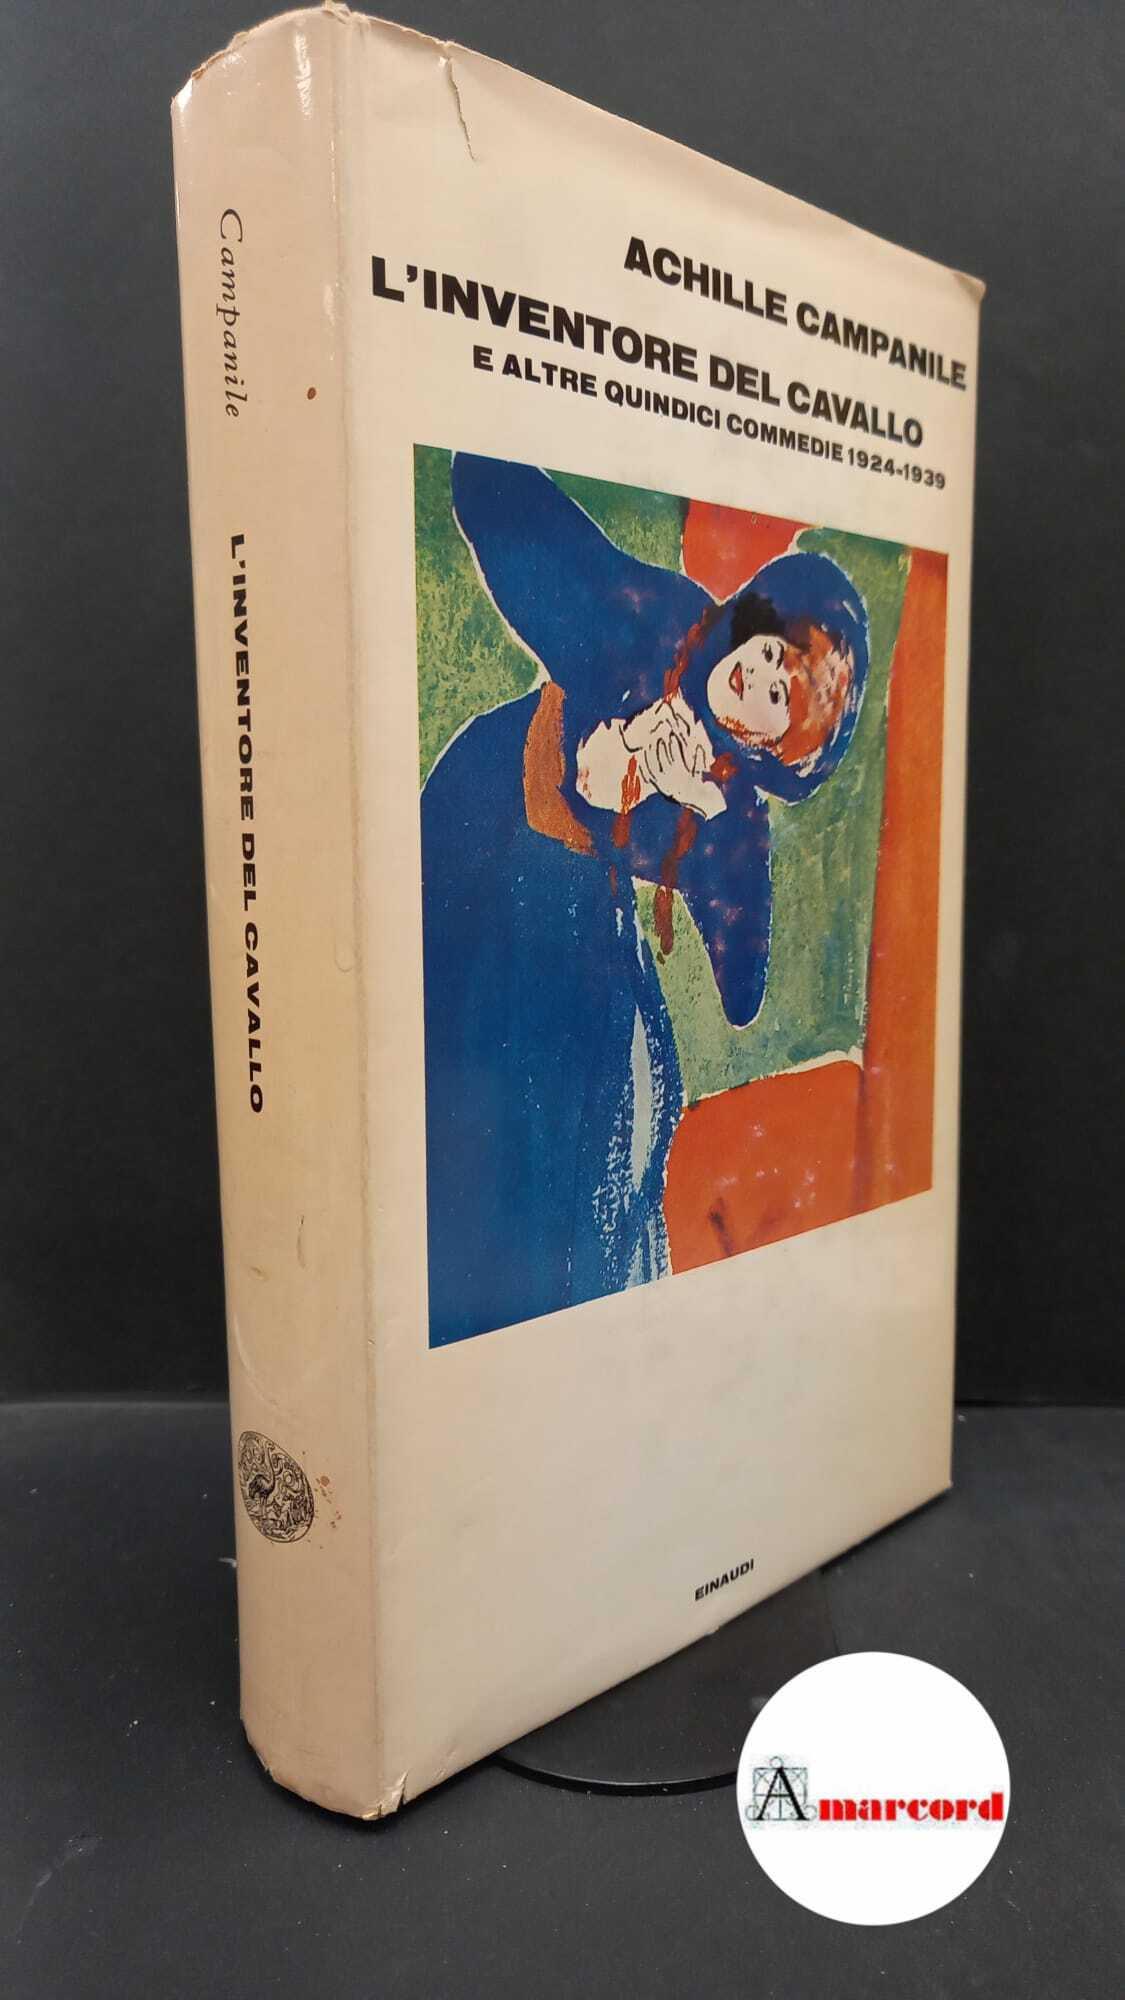 Campanile
L'INVENTORE DEL CAVALLO
ACHILLE CAMPANILE
L'INVENTORE DEL CAVALLO
E ALTRE QUINDICI COMMEDIE 1924-1939
EINAUDI
Amarcord